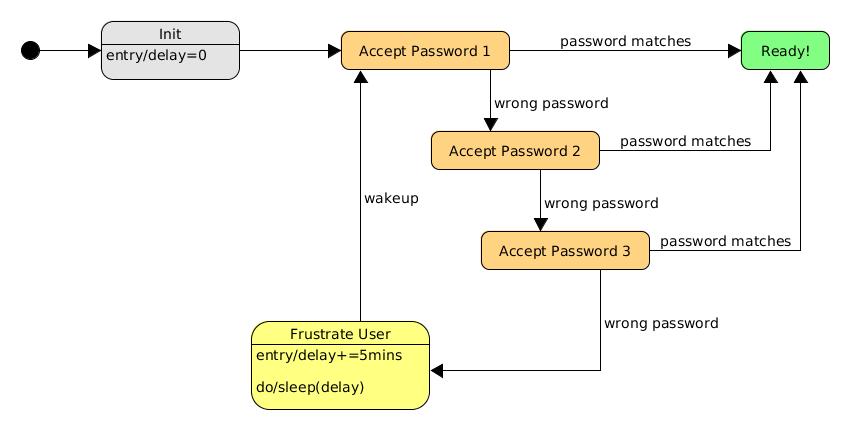 Init
entry/delay=0
Accept Password 1
password matches
Ready!
wrong password
Accept Password 2
password matches
wakeup
wrong password
Accept Password 3
password matches
wrong password
Frustrate User
entry/delay+=5mins
do/sleep(delay)